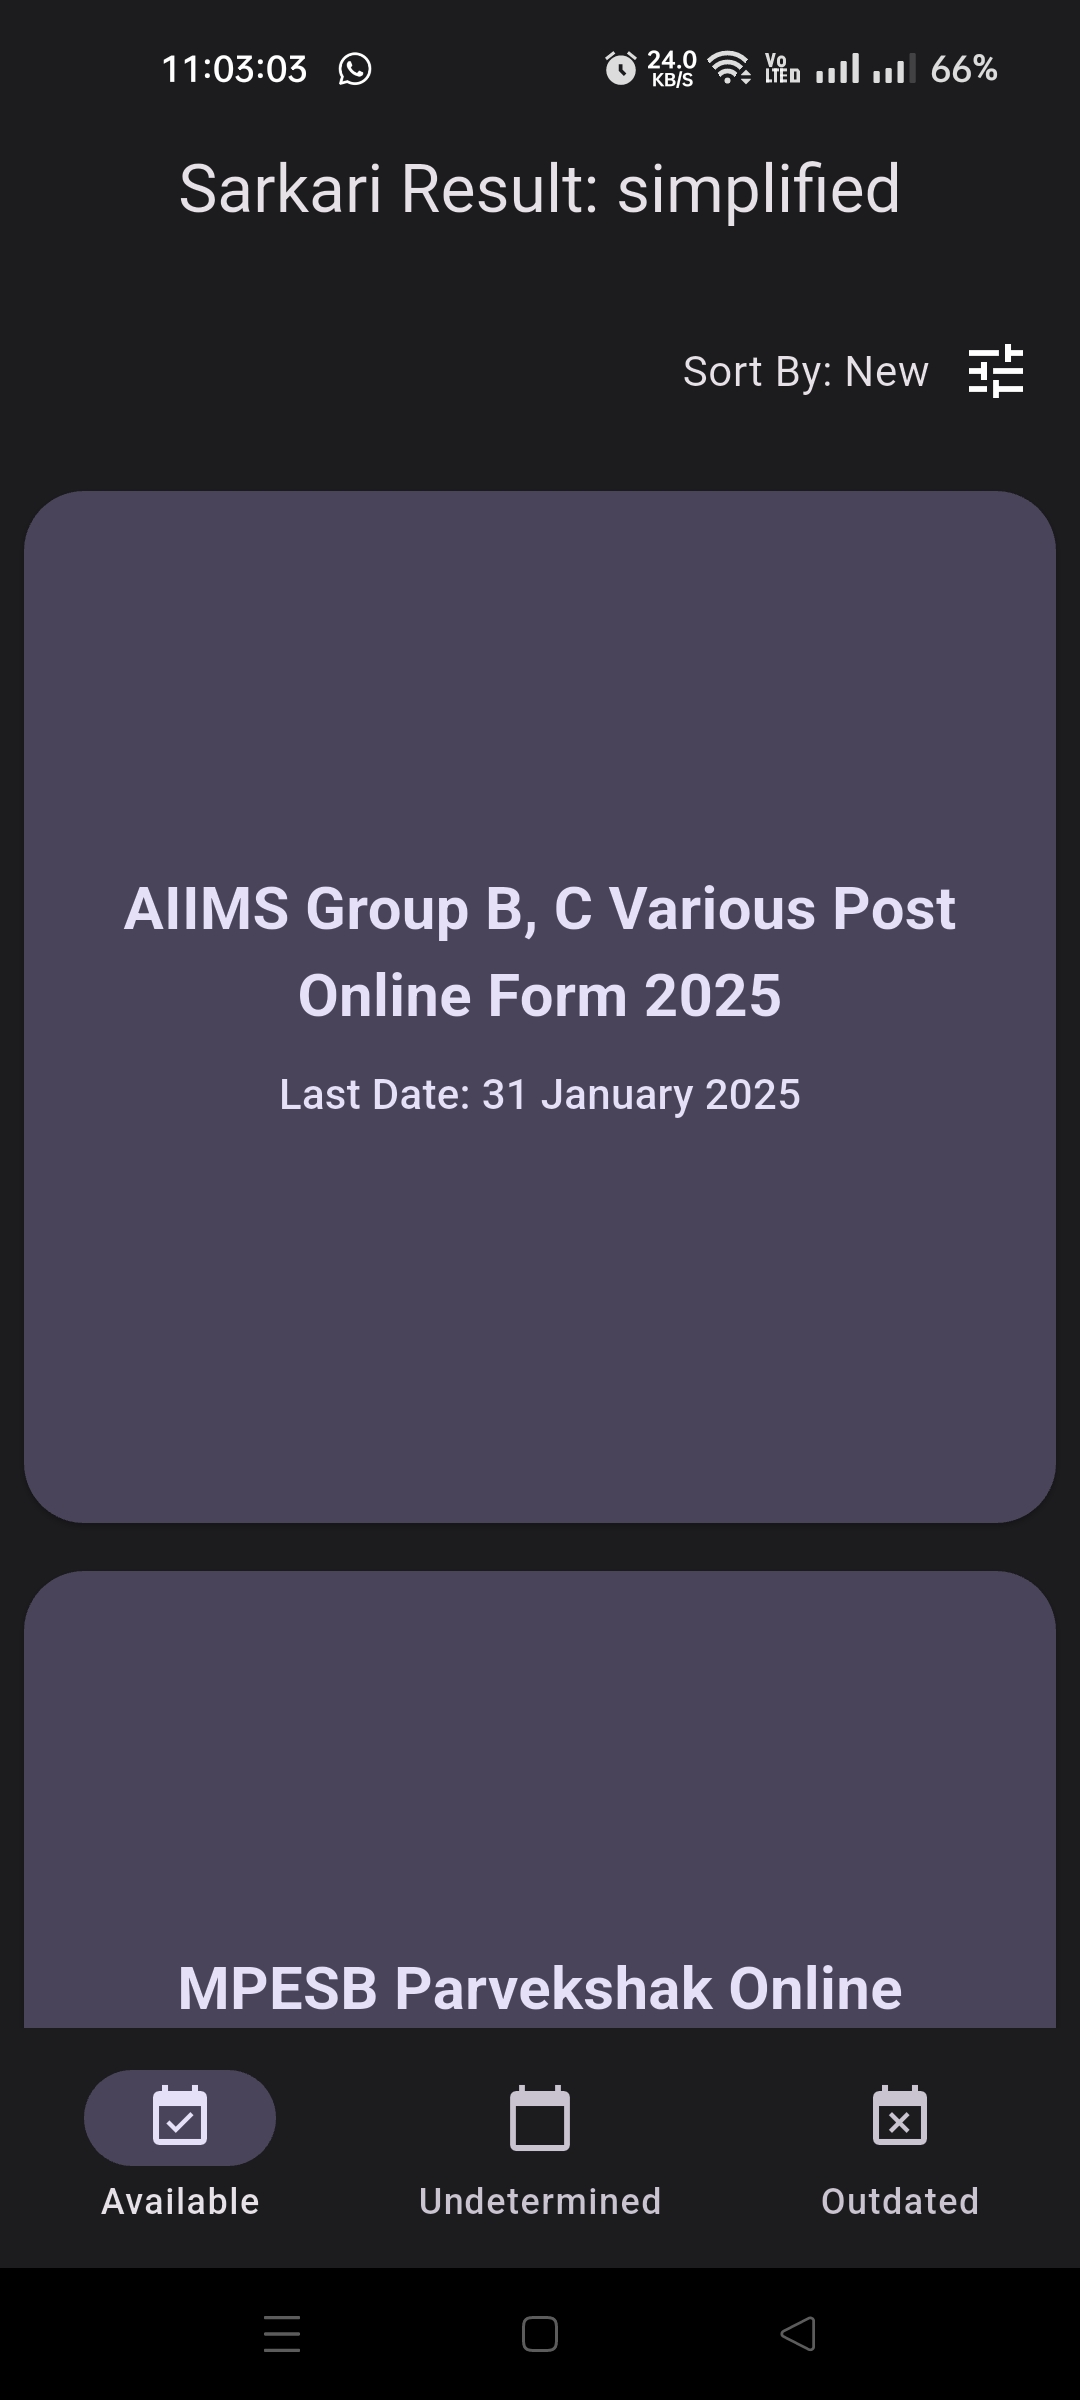 11:03:03
24.0
KB/S
Vo
LTE D
66%
Sarkari Result: simplified
Sort By: New
AIIMS Group B, C Various Post
Online Form 2025
Last Date: 31 January 2025
MPESB Parvekshak Online
Available
Undetermined
Outdated